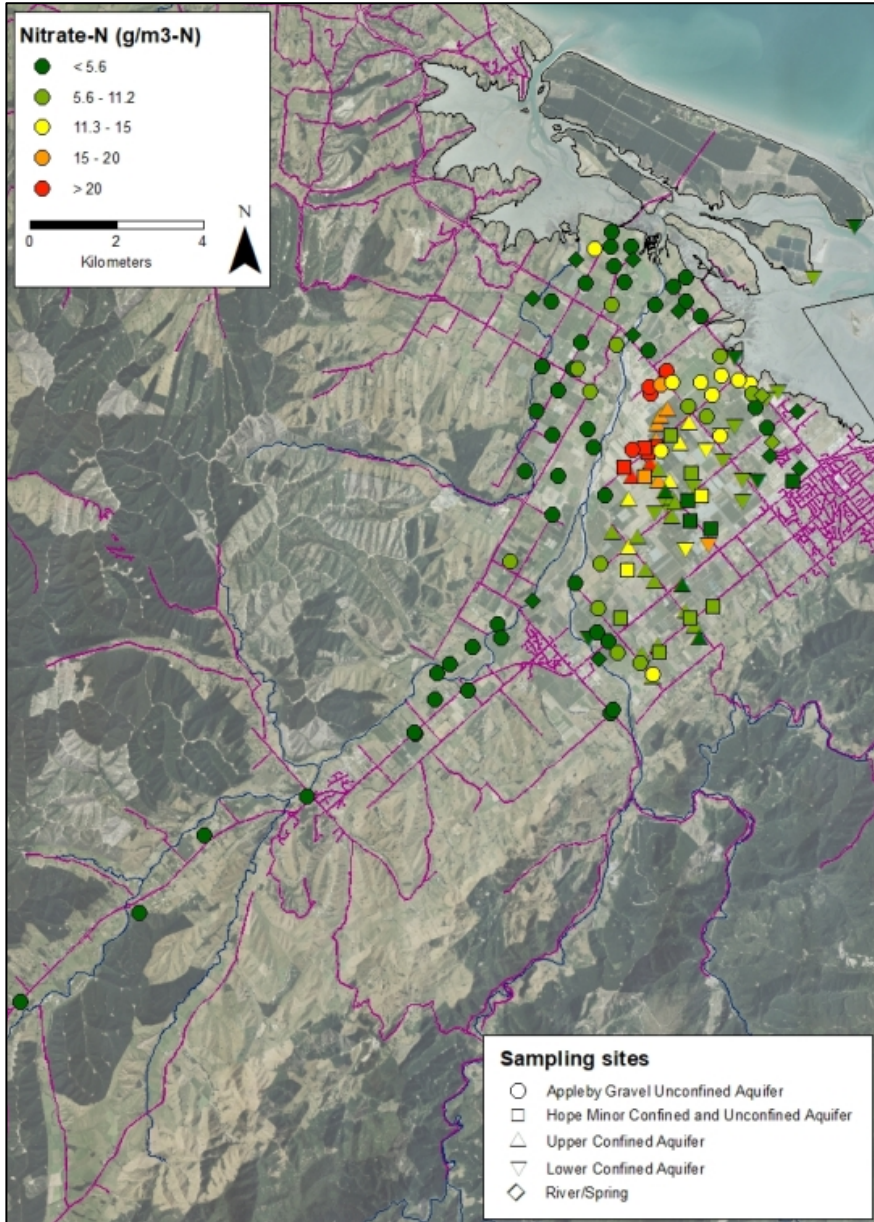 Nitrate-N (g/m3-N)
< 5.6
5.6 - 11.2
11.3 - 15
15 - 20
> 20
N
0 2 4
Kilometers
Sampling sites
Appleby Gravel Unconfined Aquifer
Hope Minor Confined and Unconfined Aquifer
Upper Confined Aquifer
Lower Confined Aquifer
River/Spring